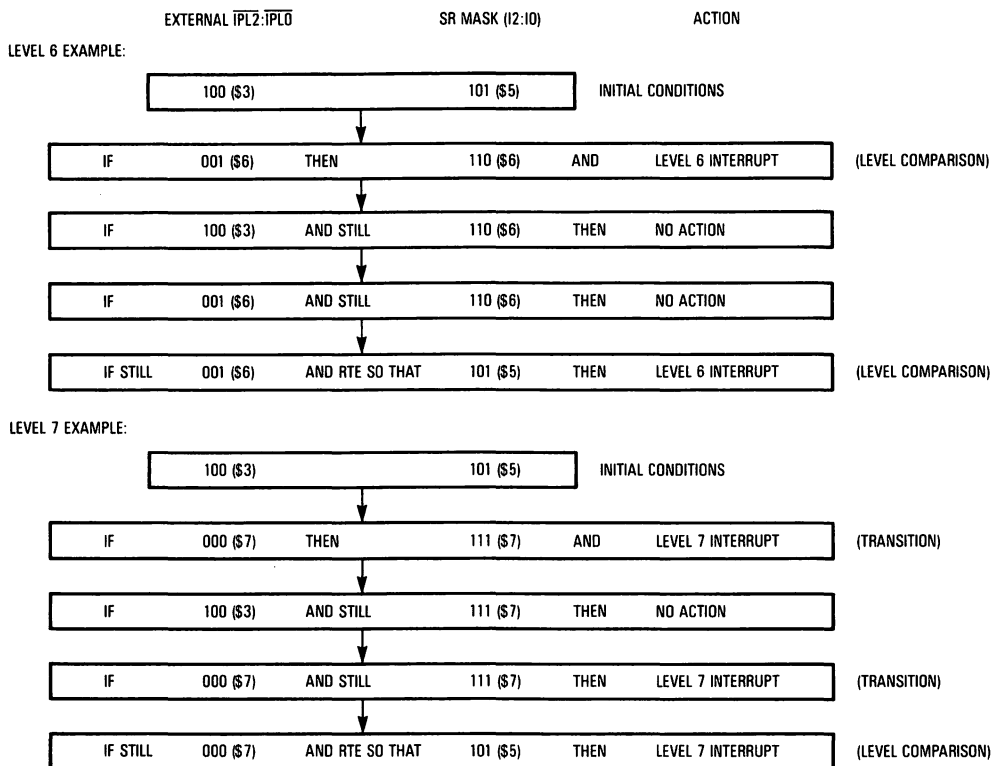 EXTERNAL IPL2:IPL0 SR MASK (I2:I0) ACTION
LEVEL 6 EXAMPLE:
100 ($3) 101 ($5) INITIAL CONDITIONS
IF 001 ($6) THEN 110 ($6) AND LEVEL 6 INTERRUPT (LEVEL COMPARISON)
IF 100 ($3) AND STILL 110 ($6) THEN NO ACTION
IF 001 ($6) AND STILL 110 ($6) THEN NO ACTION
IF STILL 001 ($6) AND RTE SO THAT 101 ($5) THEN LEVEL 6 INTERRUPT (LEVEL COMPARISON)
LEVEL 7 EXAMPLE:
100 ($3) 101 ($5) INITIAL CONDITIONS
IF 000 ($7) THEN 111 ($7) AND LEVEL 7 INTERRUPT (TRANSITION)
IF 100 ($3) AND STILL 111 ($7) THEN NO ACTION
IF 000 ($7) AND STILL 111 ($7) THEN LEVEL 7 INTERRUPT (TRANSITION)
IF STILL 000 ($7) AND RTE SO THAT 101 ($5) THEN LEVEL 7 INTERRUPT (LEVEL COMPARISON)